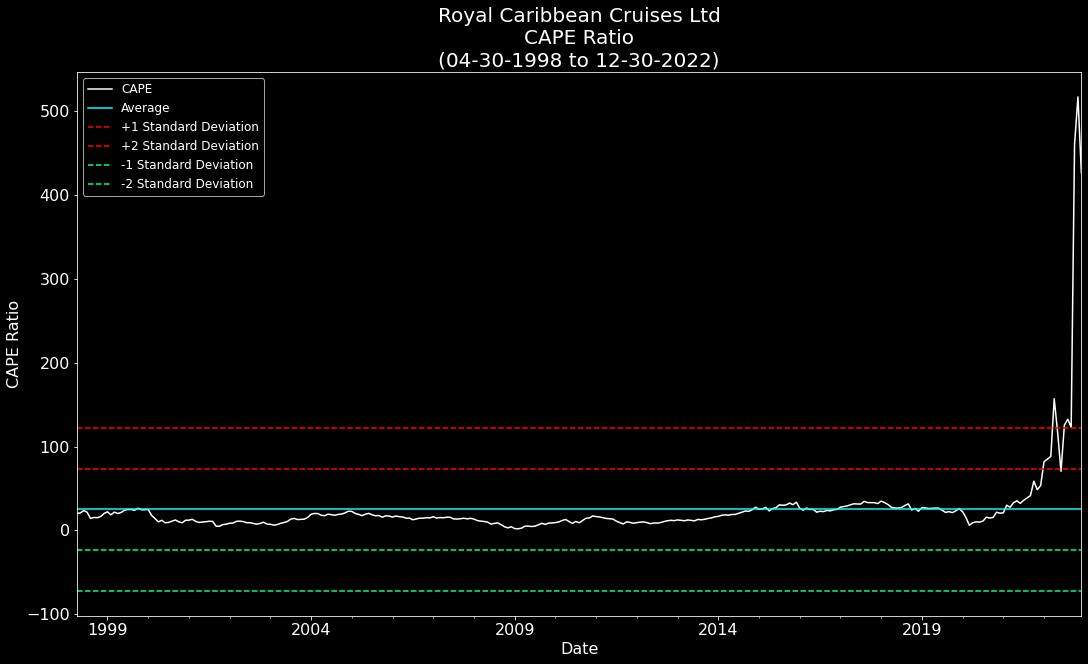 Royal Caribbean Cruises Ltd
CAPE Ratio
(04-30-1998 to 12-30-2022)
CAPE
Average
+1 Standard Deviation
+2 Standard Deviation
-1 Standard Deviation
-2 Standard Deviation
500
400
300
200
100
0
−100
CAPE Ratio
1999
2004
2009
2014
2019
Date